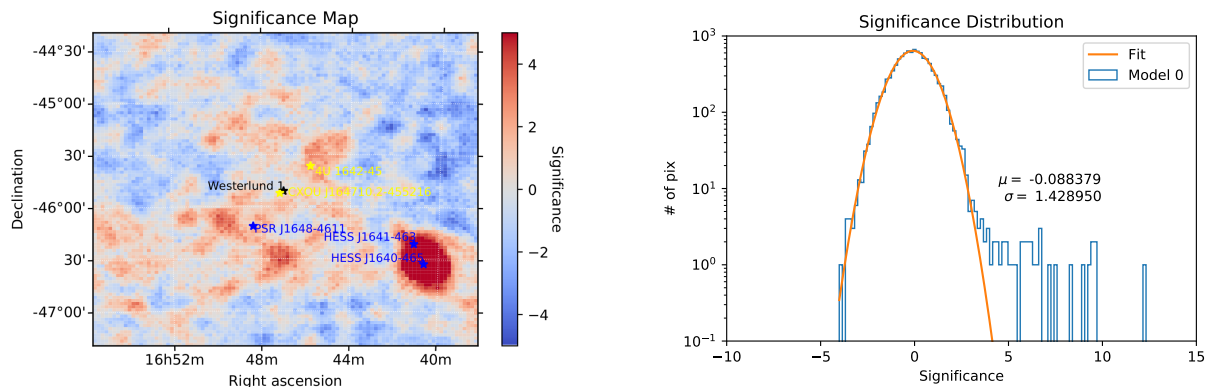 Significance Map
-44°30'
-45°00'
30'
-46°00'
30'
-47°00'
Declination
16h52m
48m
44m
40m
Right ascension
4U 1642-45
Westerlund 1
PSR J1648-4611
HESS J1641-463
HESS J1640-465
4
2
0
−2
−4
Significance
Significance Distribution
10³
10²
10¹
10⁰
10⁻¹
# of pix
Fit
Model 0
μ = -0.088379
σ = 1.428950
−10
−5
0
5
10
15
Significance